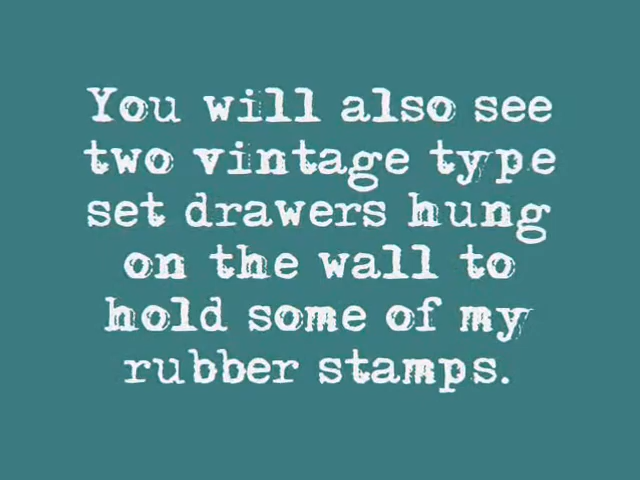 You will also see
two vintage type
set drawers hung
on the wall to
hold some of my
rubber stamps.